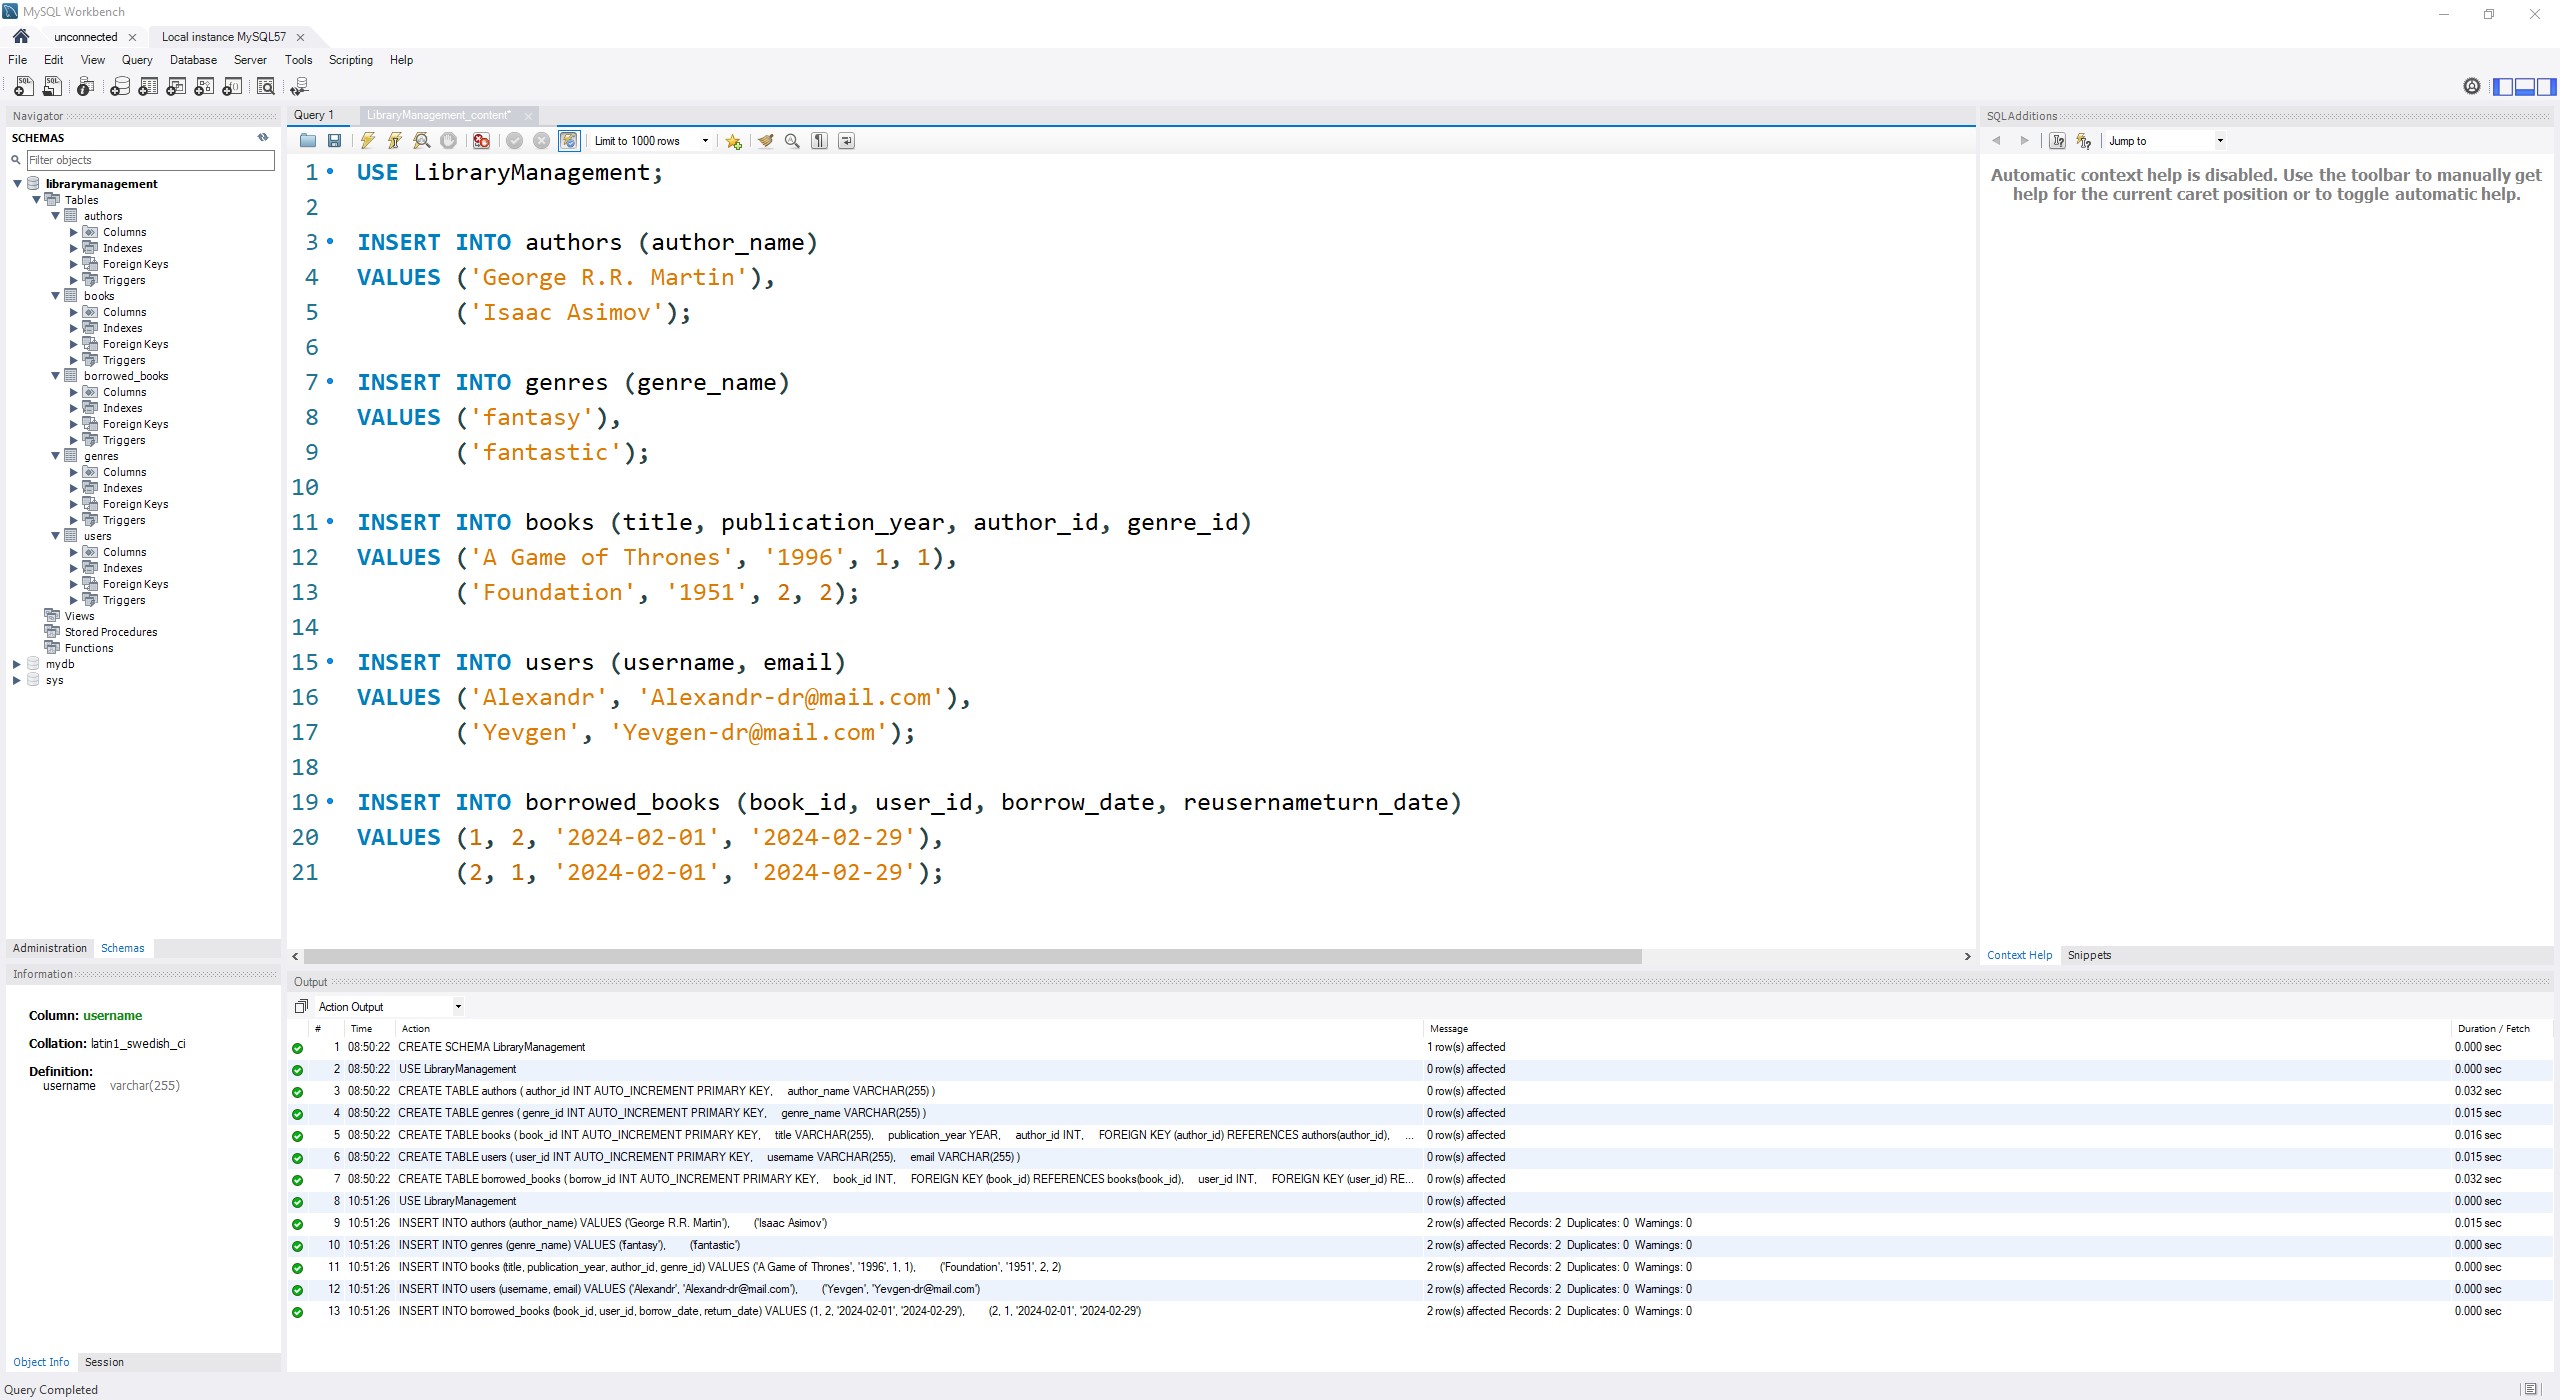 MySQL Workbench
unconnected
Local instance MySQL57
File Edit View Query Database Server Tools Scripting Help
Navigator
SCHEMAS
Filter objects
librarymanagement
Tables
authors
Columns
Indexes
Foreign Keys
Triggers
books
Columns
Indexes
Foreign Keys
Triggers
borrowed_books
Columns
Indexes
Foreign Keys
Triggers
genres
Columns
Indexes
Foreign Keys
Triggers
users
Columns
Indexes
Foreign Keys
Triggers
Views
Stored Procedures
Functions
mydb
sys
Administration Schemas
Information
Column: username
Collation: latin1_swedish_ci
Definition:
username varchar(255)
Object Info Session
Query Completed
Query 1 LibraryManagement_content*
Limit to 1000 rows
1 USE LibraryManagement;
2
3 INSERT INTO authors (author_name)
4 VALUES ('George R.R. Martin'),
5 ('Isaac Asimov');
6
7 INSERT INTO genres (genre_name)
8 VALUES ('fantasy'),
9 ('fantastic');
10
11 INSERT INTO books (title, publication_year, author_id, genre_id)
12 VALUES ('A Game of Thrones', '1996', 1, 1),
13 ('Foundation', '1951', 2, 2);
14
15 INSERT INTO users (username, email)
16 VALUES ('Alexandr', 'Alexandr-dr@mail.com'),
17 ('Yevgen', 'Yevgen-dr@mail.com');
18
19 INSERT INTO borrowed_books (book_id, user_id, borrow_date, reusernameturn_date)
20 VALUES (1, 2, '2024-02-01', '2024-02-29'),
21 (2, 1, '2024-02-01', '2024-02-29');
SQLAdditions
Jump to
Automatic context help is disabled. Use the toolbar to manually get
help for the current caret position or to toggle automatic help.
Context Help Snippets
Output
Action Output
# Time Action Message Duration / Fetch
1 08:50:22 CREATE SCHEMA LibraryManagement 1 row(s) affected 0.000 sec
2 08:50:22 USE LibraryManagement 0 row(s) affected 0.000 sec
3 08:50:22 CREATE TABLE authors ( author_id INT AUTO_INCREMENT PRIMARY KEY, author_name VARCHAR(255) ) 0 row(s) affected 0.032 sec
4 08:50:22 CREATE TABLE genres ( genre_id INT AUTO_INCREMENT PRIMARY KEY, genre_name VARCHAR(255) ) 0 row(s) affected 0.015 sec
5 08:50:22 CREATE TABLE books ( book_id INT AUTO_INCREMENT PRIMARY KEY, title VARCHAR(255), publication_year YEAR, author_id INT, FOREIGN KEY (author_id) REFERENCES authors(author_id), ... 0 row(s) affected 0.016 sec
6 08:50:22 CREATE TABLE users ( user_id INT AUTO_INCREMENT PRIMARY KEY, username VARCHAR(255), email VARCHAR(255) ) 0 row(s) affected 0.015 sec
7 08:50:22 CREATE TABLE borrowed_books ( borrow_id INT AUTO_INCREMENT PRIMARY KEY, book_id INT, FOREIGN KEY (book_id) REFERENCES books(book_id), user_id INT, FOREIGN KEY (user_id) RE... 0 row(s) affected 0.032 sec
8 10:51:26 USE LibraryManagement 0 row(s) affected 0.000 sec
9 10:51:26 INSERT INTO authors (author_name) VALUES ('George R.R. Martin'), ('Isaac Asimov') 2 row(s) affected Records: 2 Duplicates: 0 Warnings: 0 0.015 sec
10 10:51:26 INSERT INTO genres (genre_name) VALUES ('fantasy'), ('fantastic') 2 row(s) affected Records: 2 Duplicates: 0 Warnings: 0 0.000 sec
11 10:51:26 INSERT INTO books (title, publication_year, author_id, genre_id) VALUES ('A Game of Thrones', '1996', 1, 1), ('Foundation', '1951', 2, 2) 2 row(s) affected Records: 2 Duplicates: 0 Warnings: 0 0.000 sec
12 10:51:26 INSERT INTO users (username, email) VALUES ('Alexandr', 'Alexandr-dr@mail.com'), ('Yevgen', 'Yevgen-dr@mail.com') 2 row(s) affected Records: 2 Duplicates: 0 Warnings: 0 0.000 sec
13 10:51:26 INSERT INTO borrowed_books (book_id, user_id, borrow_date, return_date) VALUES (1, 2, '2024-02-01', '2024-02-29'), (2, 1, '2024-02-01', '2024-02-29') 2 row(s) affected Records: 2 Duplicates: 0 Warnings: 0 0.000 sec